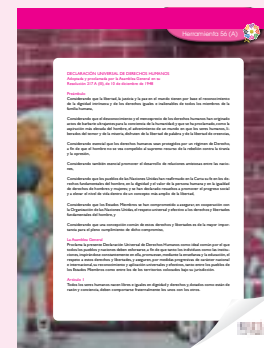 Herramienta 56 (A)
DECLARACIÓN UNIVERSAL DE DERECHOS HUMANOS
Adoptada y proclamada por la Asamblea General en su
Resolución 217 A (III), de 10 de diciembre de 1948
Preámbulo
Considerando que la libertad, la justicia y la paz en el mundo tienen por base el reconocimiento
de la dignidad intrínseca y de los derechos iguales e inalienables de todos los miembros de la
familia humana,
Considerando que el desconocimiento y el menosprecio de los derechos humanos han originado
actos de barbarie ultrajantes para la conciencia de la humanidad; y que se ha proclamado, como la
aspiración más elevada del hombre, el advenimiento de un mundo en que los seres humanos, li-
berados del temor y de la miseria, disfruten de la libertad de palabra y de la libertad de creencias,
Considerando esencial que los derechos humanos sean protegidos por un régimen de Derecho,
a fin de que el hombre no se vea compelido al supremo recurso de la rebelión contra la tiranía
y la opresión,
Considerando también esencial promover el desarrollo de relaciones amistosas entre las nacio-
nes,
Considerando que los pueblos de las Naciones Unidas han reafirmado en la Carta su fe en los de-
rechos fundamentales del hombre, en la dignidad y el valor de la persona humana y en la igualdad
de derechos de hombres y mujeres; y se han declarado resueltos a promover el progreso social
y a elevar el nivel de vida dentro de un concepto más amplio de la libertad,
Considerando que los Estados Miembros se han comprometido a asegurar, en cooperación con
la Organización de las Naciones Unidas, el respeto universal y efectivo a los derechos y libertades
fundamentales del hombre, y
Considerando que una concepción común de estos derechos y libertades es de la mayor impor-
tancia para el pleno cumplimiento de dicho compromiso,
La Asamblea General
Proclama la presente Declaración Universal de Derechos Humanos como ideal común por el que
todos los pueblos y naciones deben esforzarse, a fin de que tanto los individuos como las institu-
ciones, inspirándose constantemente en ella, promuevan, mediante la enseñanza y la educación, el
respeto a estos derechos y libertades, y aseguren, por medidas progresivas de carácter nacional
e internacional, su reconocimiento y aplicación universales y efectivos, tanto entre los pueblos de
los Estados Miembros como entre los de los territorios colocados bajo su jurisdicción.
Artículo 1
Todos los seres humanos nacen libres e iguales en dignidad y derechos y, dotados como están de
razón y conciencia, deben comportarse fraternalmente los unos con los otros.